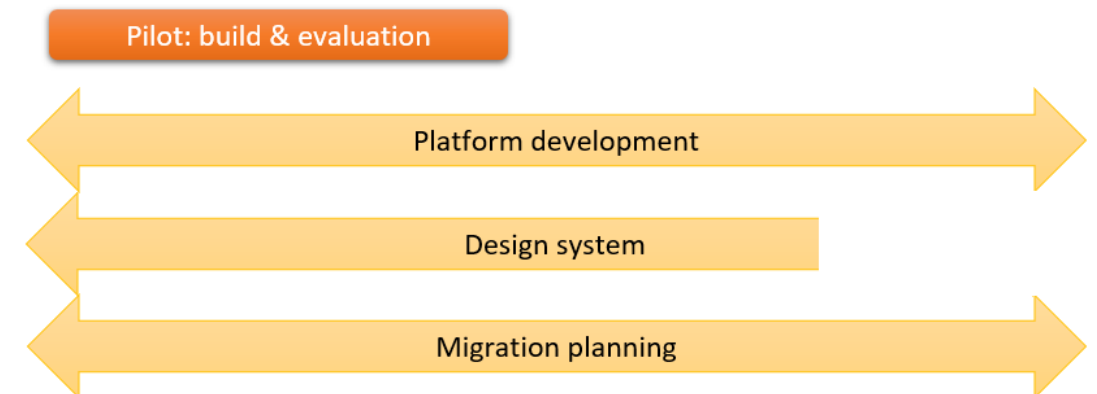 Pilot: build & evaluation
Platform development
Design system
Migration planning